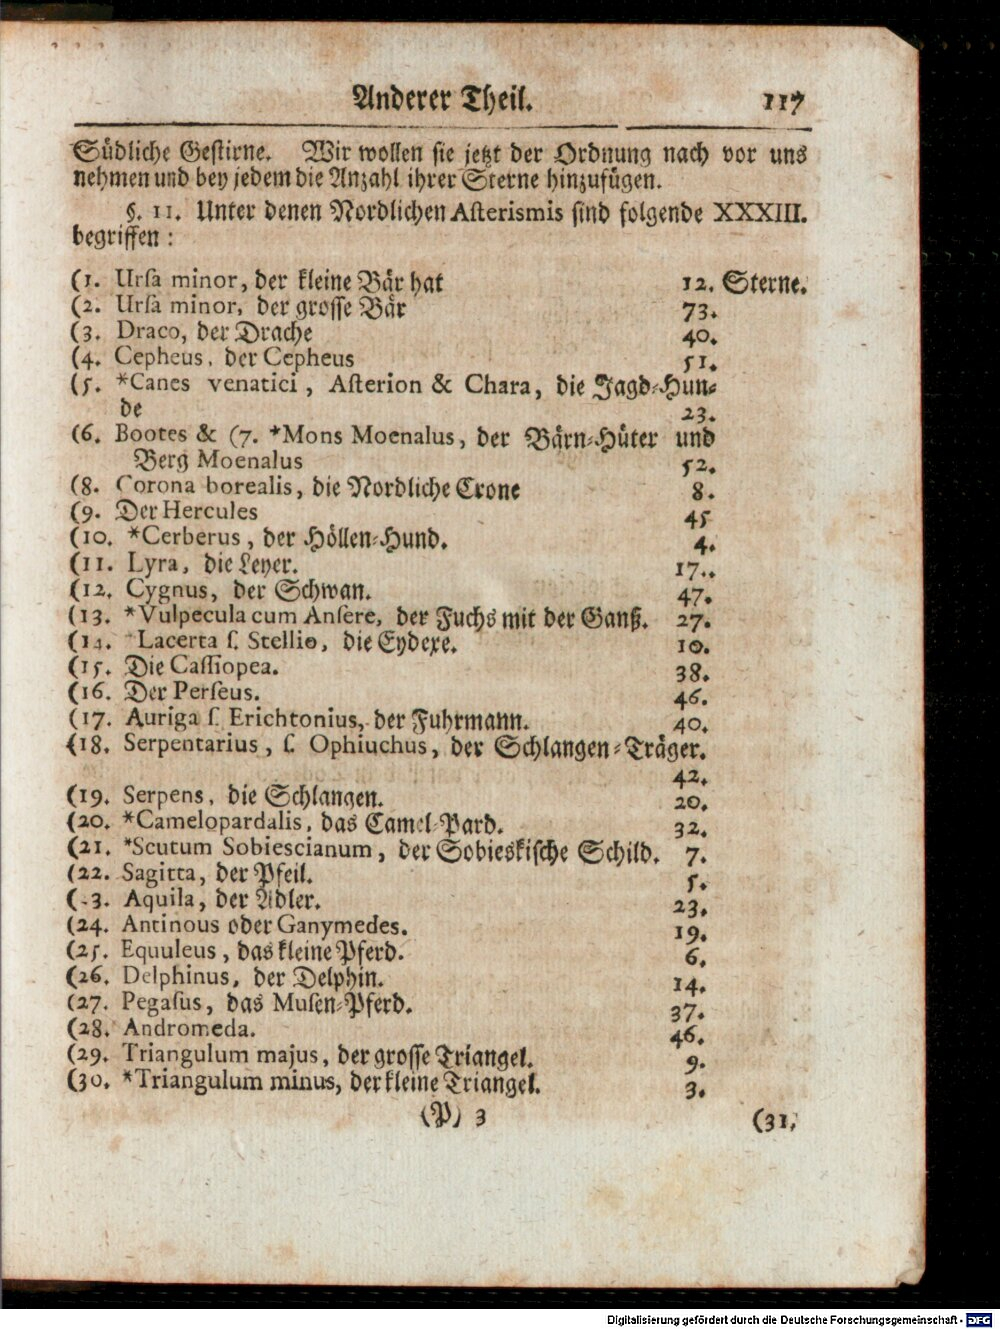 Anderer Theil. 117
Südliche Gestirne. Wir wollen sie jetzt der Ordnung nach vor uns
nehmen und bey jedem die Anzahl ihrer Sterne hinzufügen.
§. 11. Unter denen Nordlichen Aſterismis sind folgende XXXIII.
begriffen:
(1. Urſa minor, der kleine Bär hat 12. Sterne.
(2. Urſa minor, der grosse Bär 73.
(3. Draco, der Drache 40.
(4. Cepheus, der Cepheus 51.
(5. *Canes venatici, Aſterion & Chara, die Jagd-Hun-
de 23.
(6. Bootes & (7. *Mons Moenalus, der Bärn-Hüter und
Berg Moenalus 52.
(8. Corona borealis, die Nordliche Crone 8.
(9. Der Hercules 45
(10. *Cerberus, der Höllen-Hund. 4.
(11. Lyra, die Leyer. 17..
(12. Cygnus, der Schwan. 47.
(13. *Vulpecula cum Anſere, der Fuchs mit der Ganß. 27.
(14. *Lacerta ſ. Stellio, die Eydexe. 10.
(15. Die Caſſiopea. 38.
(16. Der Perſeus. 46.
(17. Auriga ſ. Erichtonius, der Fuhrmann. 40.
(18. Serpentarius, ſ. Ophiuchus, der Schlangen-Träger.
42.
(19. Serpens, die Schlangen. 20.
(20. *Camelopardalis, das Camel-Pard. 32.
(21. *Scutum Sobiescianum, der Sobieskische Schild. 7.
(22. Sagitta, der Pfeil. 5.
(23. Aquila, der Adler. 23.
(24. Antinous oder Ganymedes. 19.
(25. Equuleus, das kleine Pferd. 6.
(26. Delphinus, der Delphin. 14.
(27. Pegaſus, das Musen-Pferd. 37.
(28. Andromeda. 46.
(29. Triangulum majus, der grosse Triangel. 9.
(30. *Triangulum minus, der kleine Triangel. 3.
(P) 3 (31.
Digitalisierung gefördert durch die Deutsche Forschungsgemeinschaft - DFG